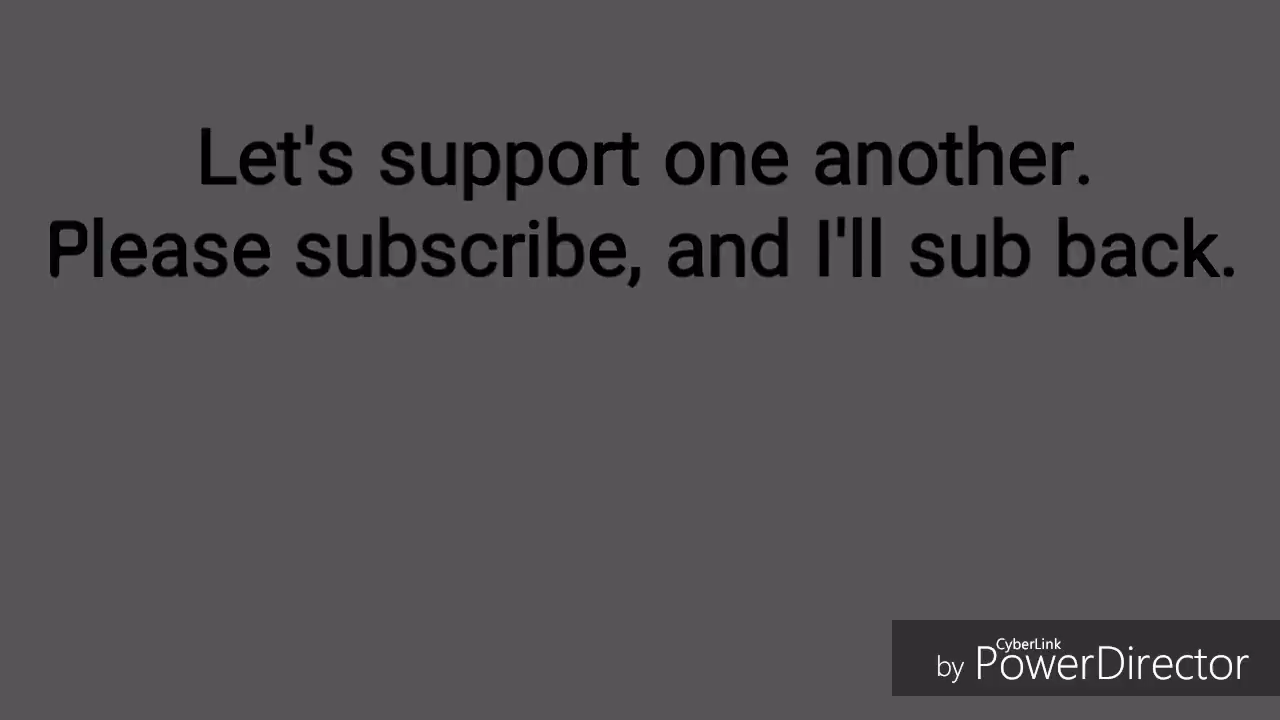 Let's support one another.
Please subscribe, and I'll sub back.
CyberLink
by PowerDirector